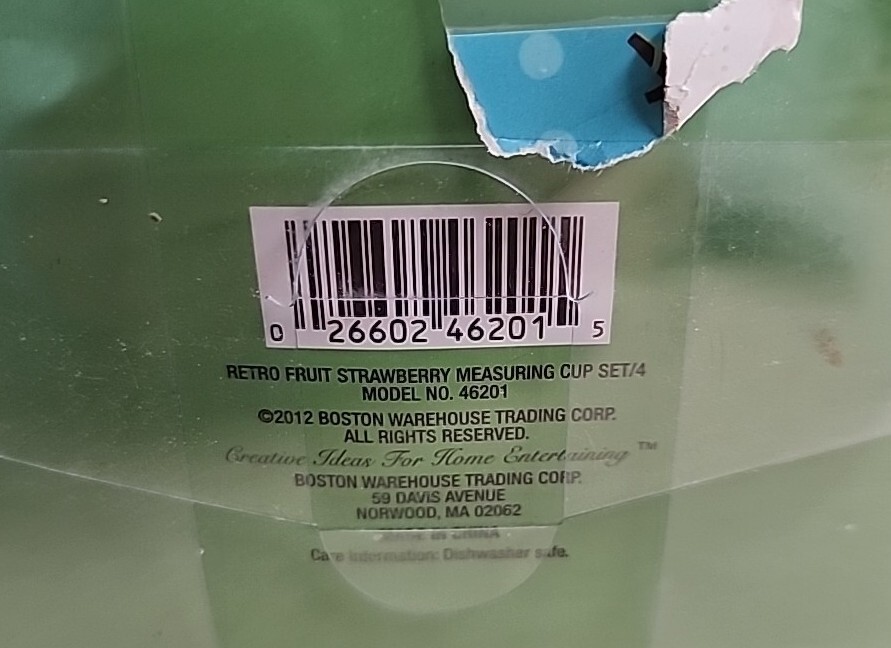 0 26602 46201 5
RETRO FRUIT STRAWBERRY MEASURING CUP SET/4
MODEL NO. 46201
©2012 BOSTON WAREHOUSE TRADING CORP.
ALL RIGHTS RESERVED.
Creative Ideas For Home Entertaining ™
BOSTON WAREHOUSE TRADING CORP.
59 DAVIS AVENUE
NORWOOD, MA 02062
MADE IN CHINA
Care Information: Dishwasher safe.